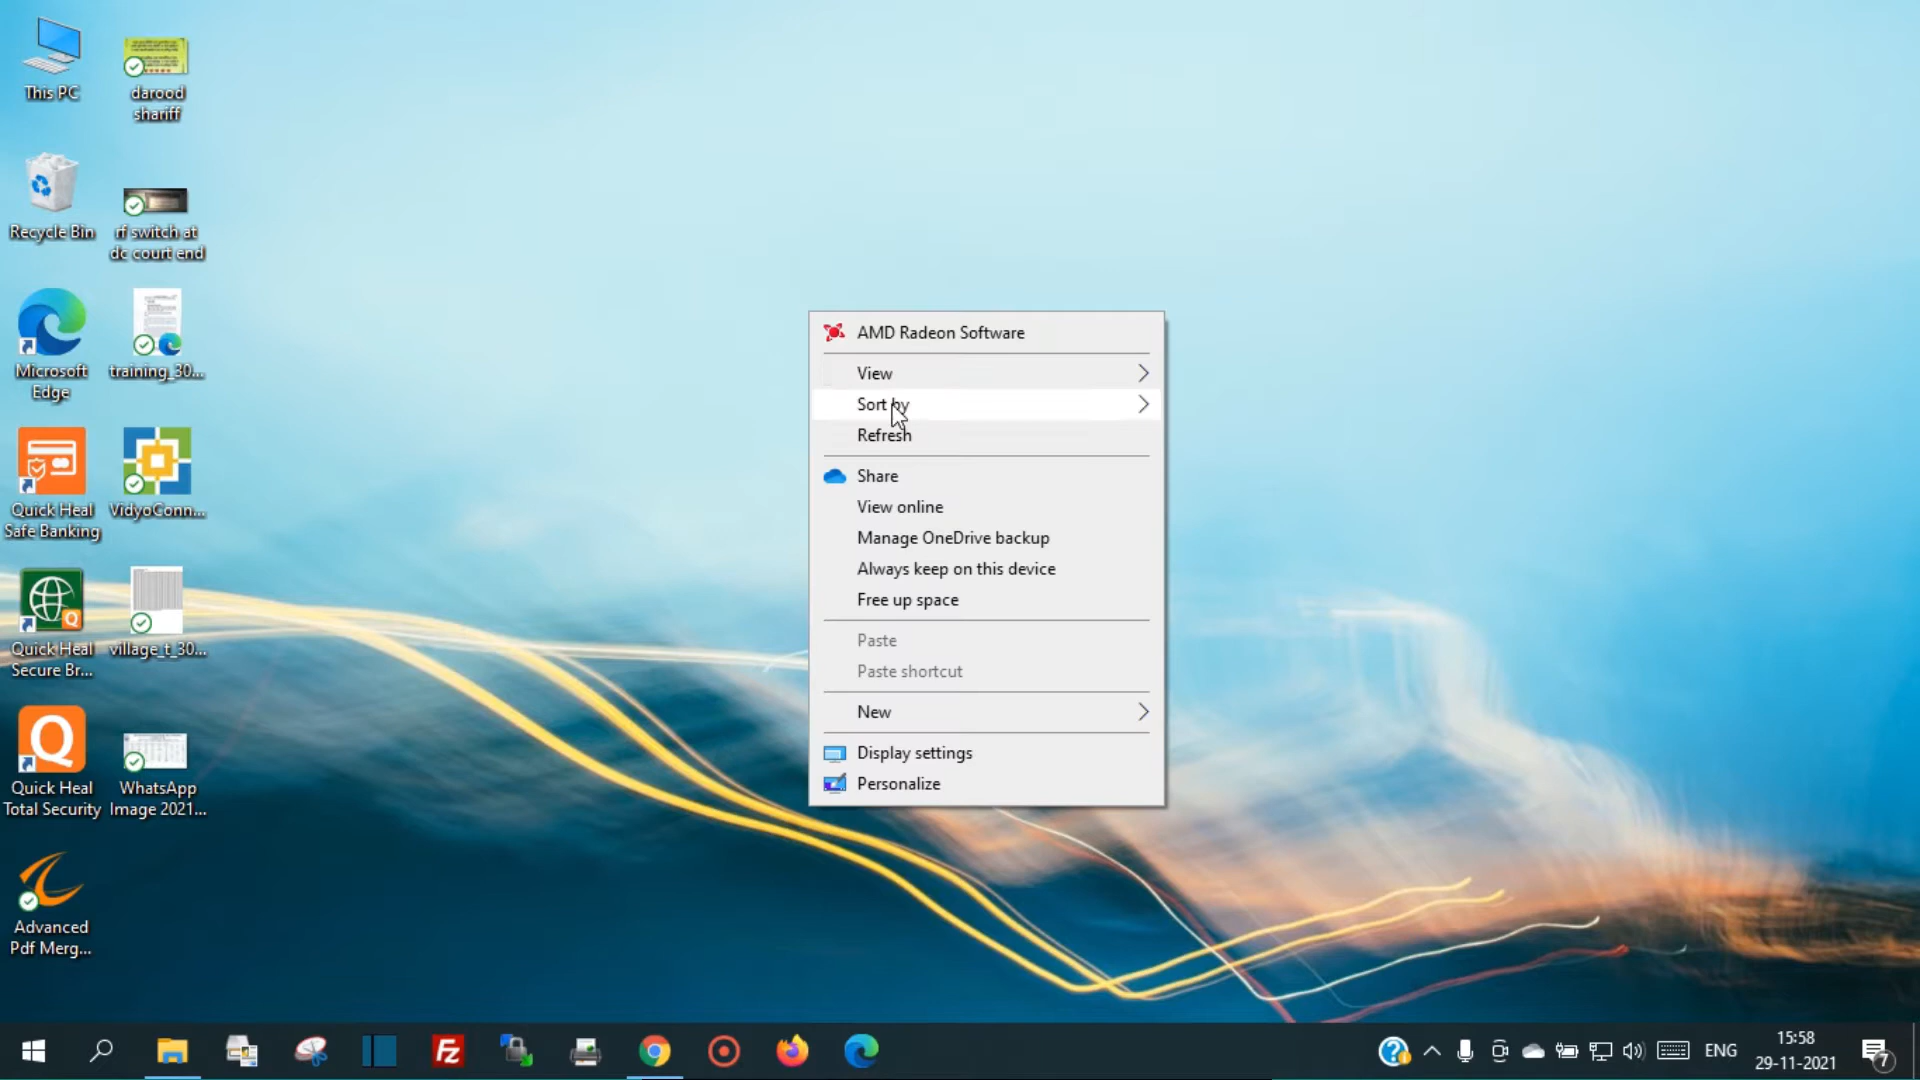 This PC
darood
shariff
Recycle Bin
rf switch at
dc court end
Microsoft
Edge
training_30...
Quick Heal
Safe Banking
VidyoConn...
Quick Heal
Secure Br...
village_t_30...
Quick Heal
Total Security
WhatsApp
Image 2021...
Advanced
Pdf Merg...
AMD Radeon Software
View
Sort by
Refresh
Share
View online
Manage OneDrive backup
Always keep on this device
Free up space
Paste
Paste shortcut
New
Display settings
Personalize
ENG
15:58
29-11-2021
7